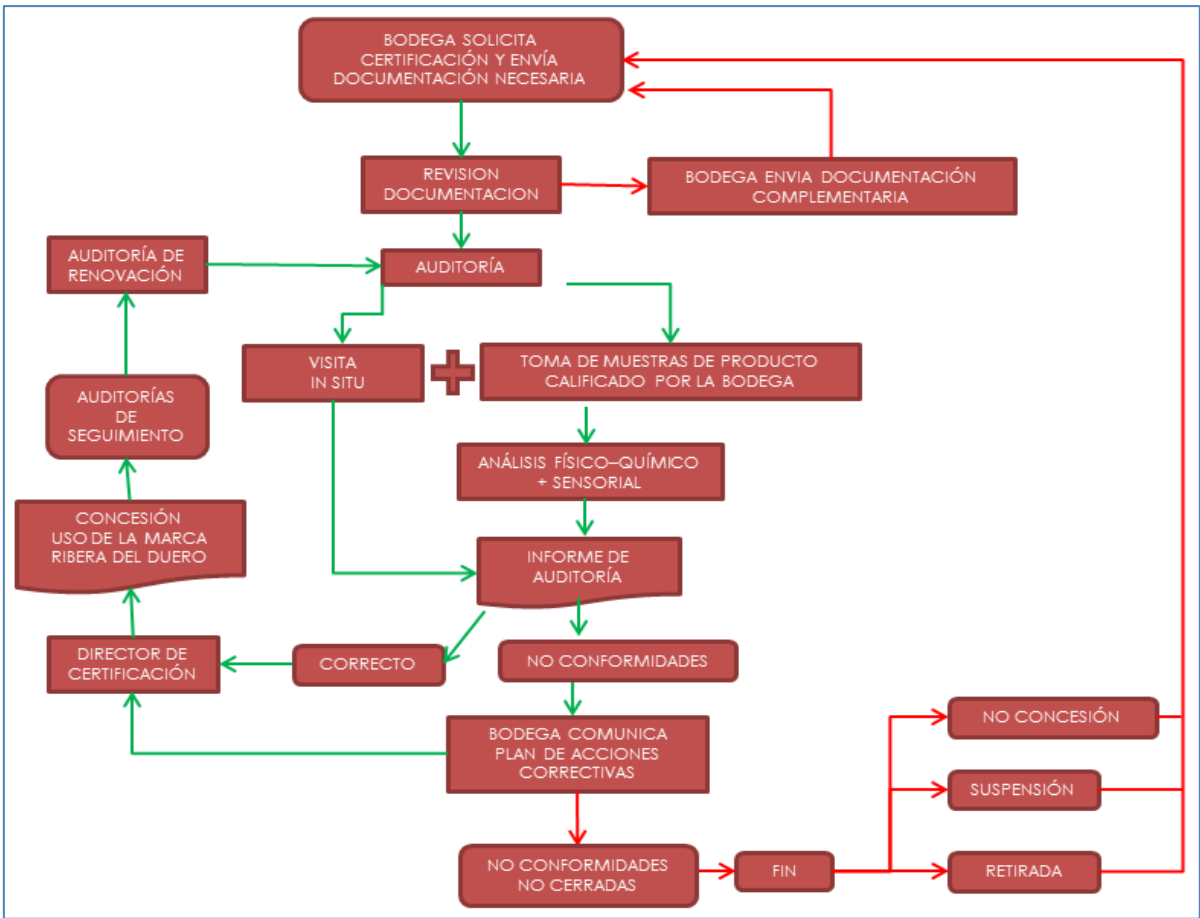 BODEGA SOLICITA
CERTIFICACIÓN Y ENVÍA
DOCUMENTACIÓN NECESARIA
REVISION
DOCUMENTACION
BODEGA ENVIA DOCUMENTACIÓN
COMPLEMENTARIA
AUDITORÍA DE
RENOVACIÓN
AUDITORÍA
VISITA
IN SITU
TOMA DE MUESTRAS DE PRODUCTO
CALIFICADO POR LA BODEGA
AUDITORÍAS
DE
SEGUIMIENTO
ANÁLISIS FÍSICO–QUÍMICO
+ SENSORIAL
CONCESIÓN
USO DE LA MARCA
RIBERA DEL DUERO
INFORME DE
AUDITORÍA
DIRECTOR DE
CERTIFICACIÓN
CORRECTO
NO CONFORMIDADES
BODEGA COMUNICA
PLAN DE ACCIONES
CORRECTIVAS
NO CONCESIÓN
SUSPENSIÓN
NO CONFORMIDADES
NO CERRADAS
FIN
RETIRADA